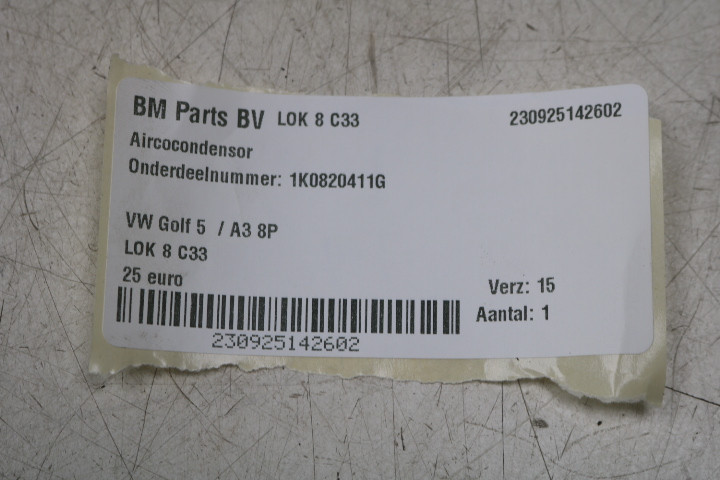 BM Parts BV LOK 8 C33 230925142602
Aircocondensor
Onderdeelnummer: 1K0820411G
VW Golf 5 / A3 8P
LOK 8 C33
25 euro
Verz: 15
Aantal: 1
230925142602